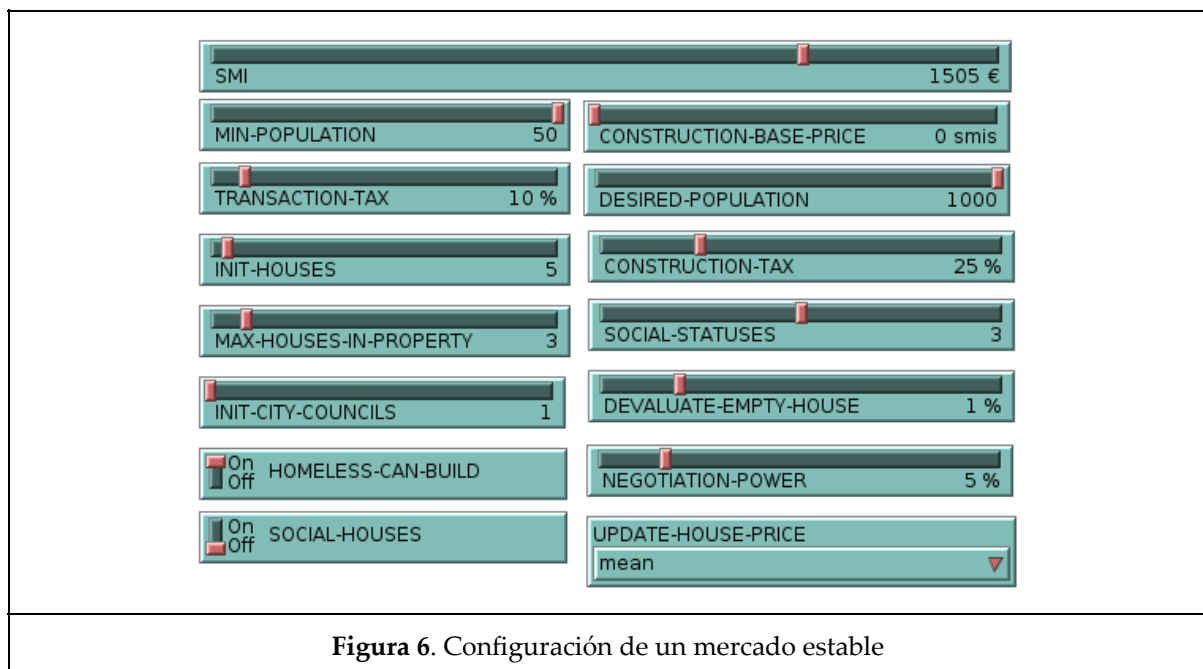 SMI 1505 €
MIN-POPULATION 50
CONSTRUCTION-BASE-PRICE 0 smis
TRANSACTION-TAX 10 %
DESIRED-POPULATION 1000
INIT-HOUSES 5
CONSTRUCTION-TAX 25 %
MAX-HOUSES-IN-PROPERTY 3
SOCIAL-STATUSES 3
INIT-CITY-COUNCILS 1
DEVALUATE-EMPTY-HOUSE 1 %
On
Off
HOMELESS-CAN-BUILD
NEGOTIATION-POWER 5 %
On
Off
SOCIAL-HOUSES
UPDATE-HOUSE-PRICE
mean
Figura 6. Configuración de un mercado estable